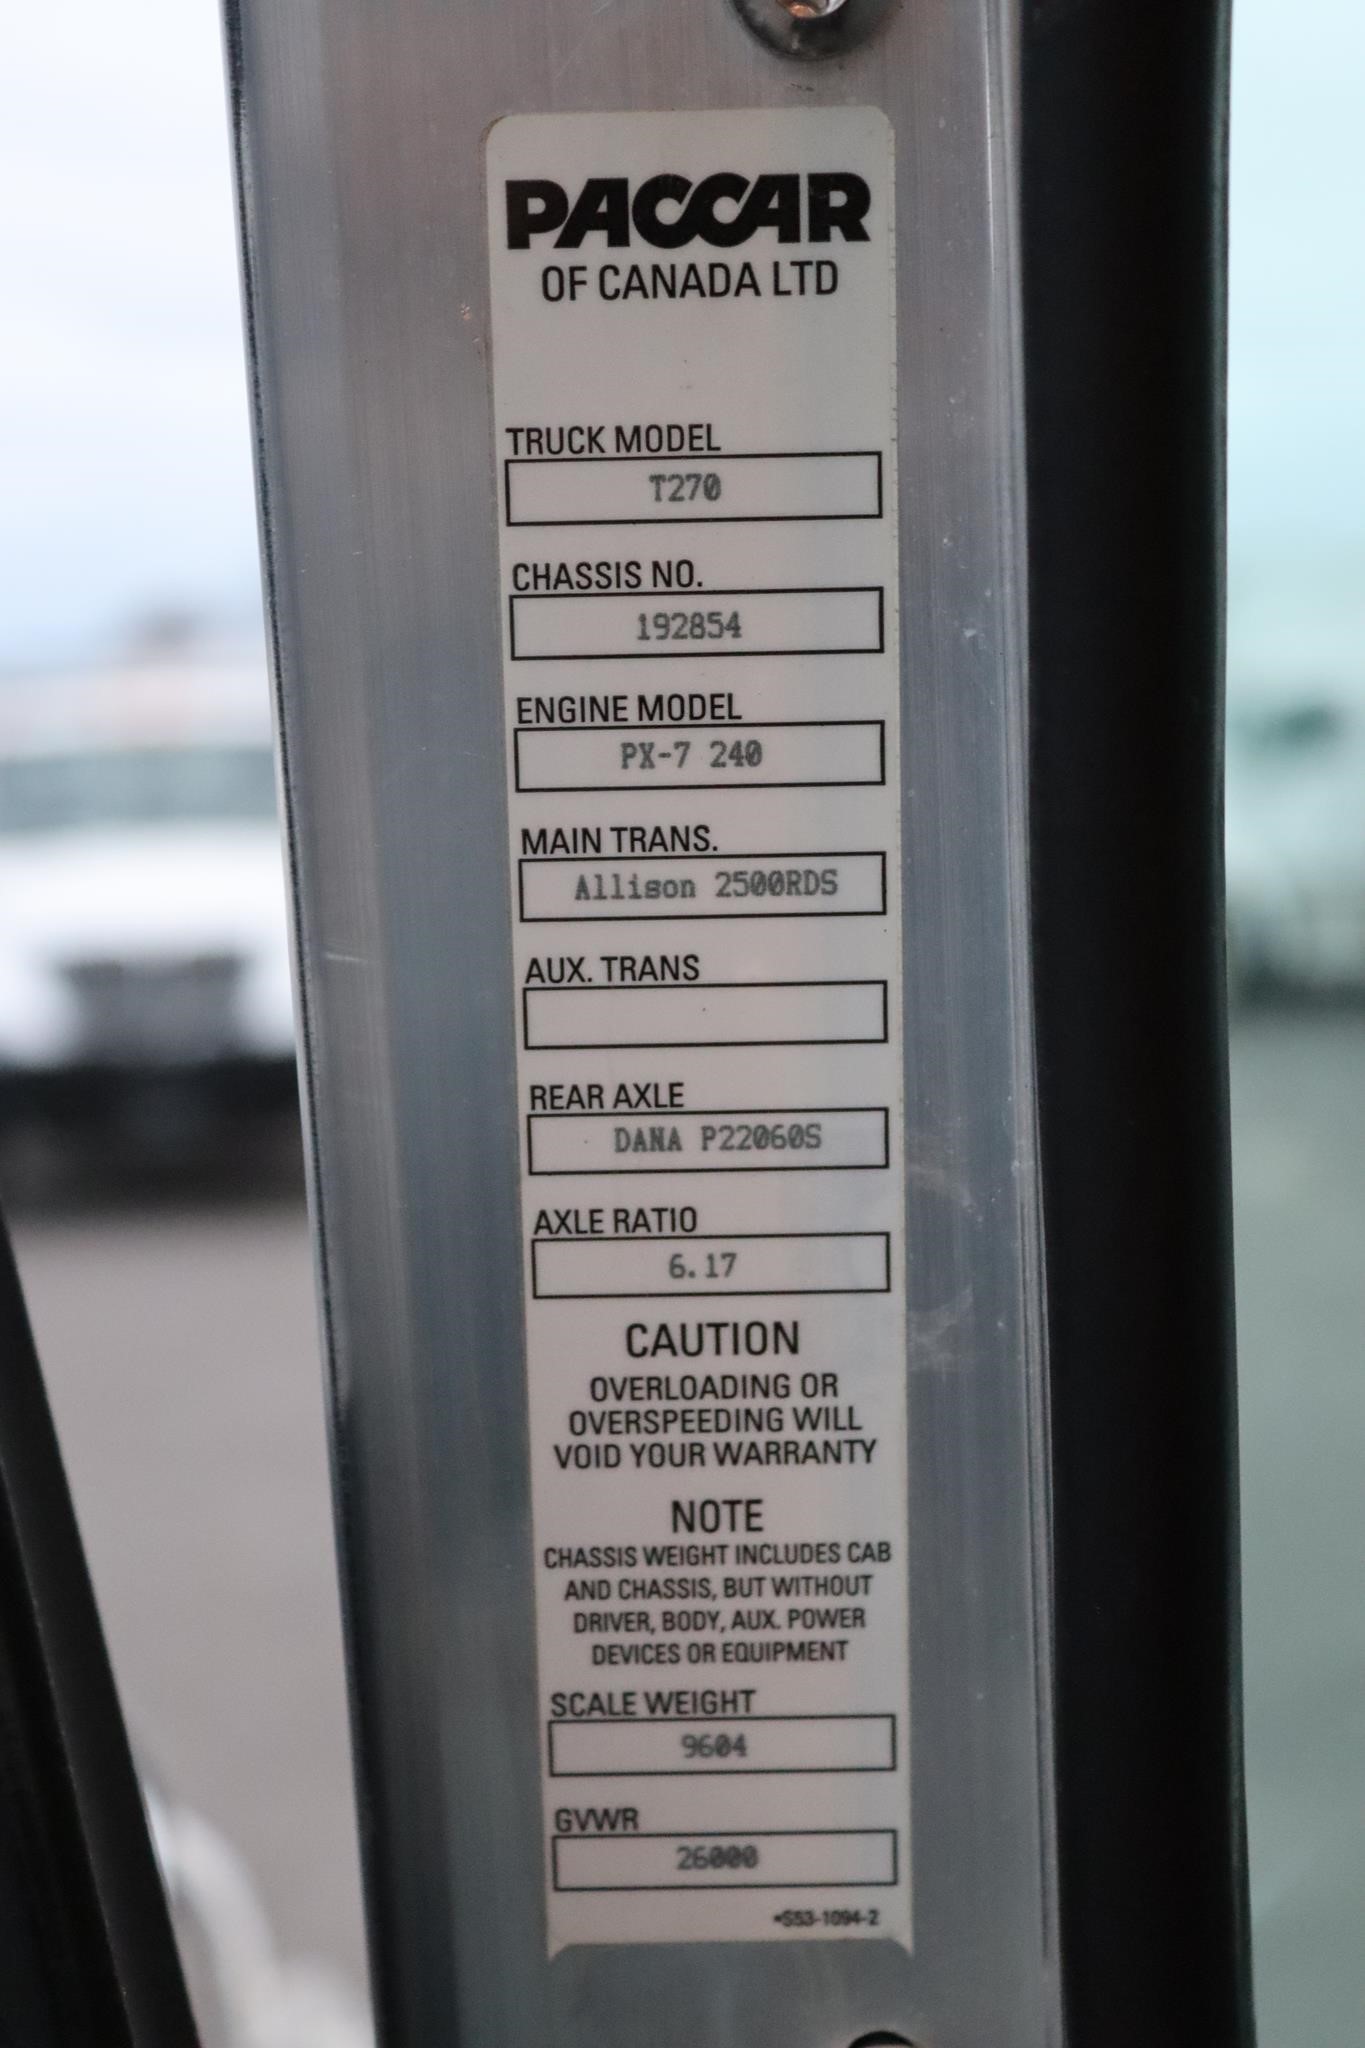 PACCAR
OF CANADA LTD
TRUCK MODEL
T270
CHASSIS NO.
192854
ENGINE MODEL
PX-7 240
MAIN TRANS.
Allison 2500RDS
AUX. TRANS
REAR AXLE
DANA P22060S
AXLE RATIO
6.17
CAUTION
OVERLOADING OR
OVERSPEEDING WILL
VOID YOUR WARRANTY
NOTE
CHASSIS WEIGHT INCLUDES CAB
AND CHASSIS, BUT WITHOUT
DRIVER, BODY, AUX. POWER
DEVICES OR EQUIPMENT
SCALE WEIGHT
9604
GVWR
26000
•S53-1094-2